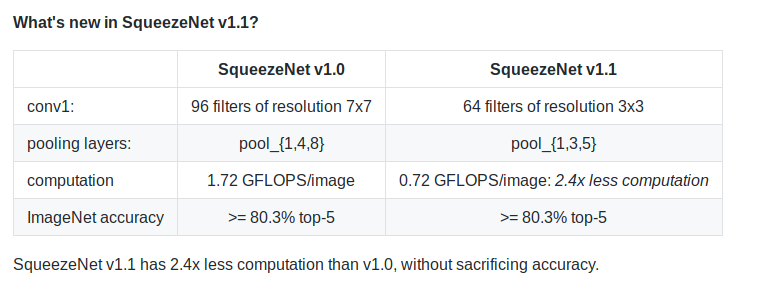 What's new in SqueezeNet v1.1?
SqueezeNet v1.0 SqueezeNet v1.1
conv1: 96 filters of resolution 7x7 64 filters of resolution 3x3
pooling layers: pool_{1,4,8} pool_{1,3,5}
computation 1.72 GFLOPS/image 0.72 GFLOPS/image: 2.4x less computation
ImageNet accuracy >= 80.3% top-5 >= 80.3% top-5
SqueezeNet v1.1 has 2.4x less computation than v1.0, without sacrificing accuracy.